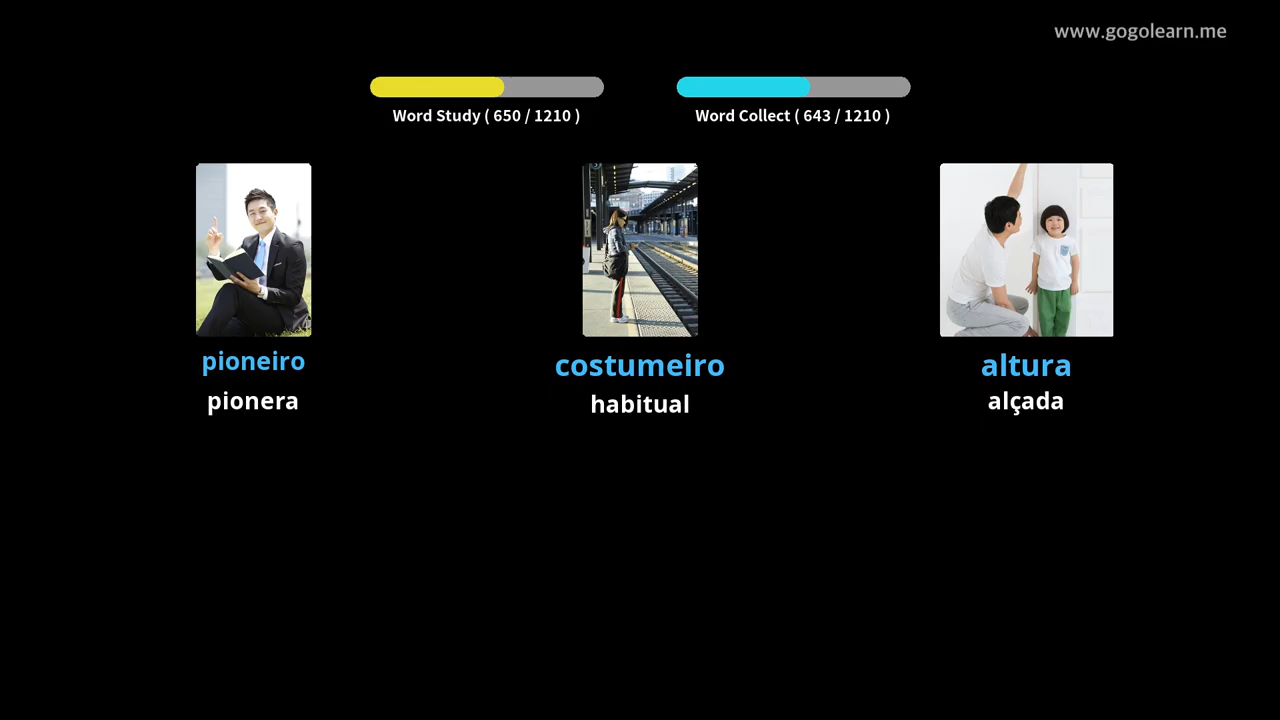 www.gogolearn.me
Word Study ( 650 / 1210 )
Word Collect ( 643 / 1210 )
pioneiro
pionera
costumeiro
habitual
altura
alçada